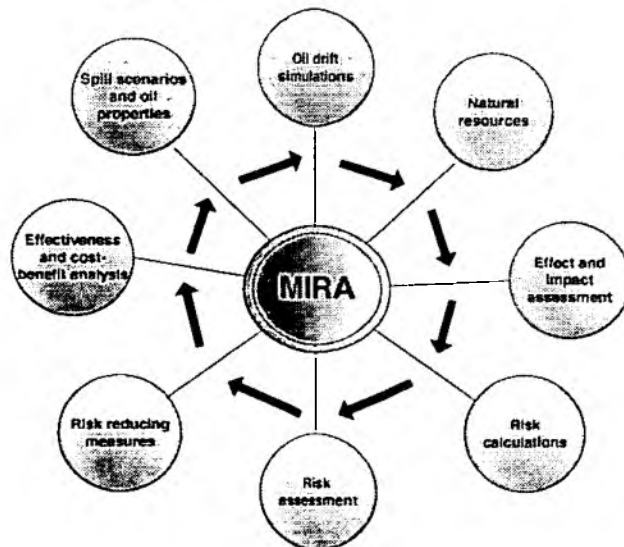 Oil drift
simulations
Natural
resources
Effect and
impact
assessment
Risk
calculations
Risk
assessment
Risk reducing
measures
Effectiveness
and cost-
benefit analysis
Spill scenarios
and oil
properties
MIRA